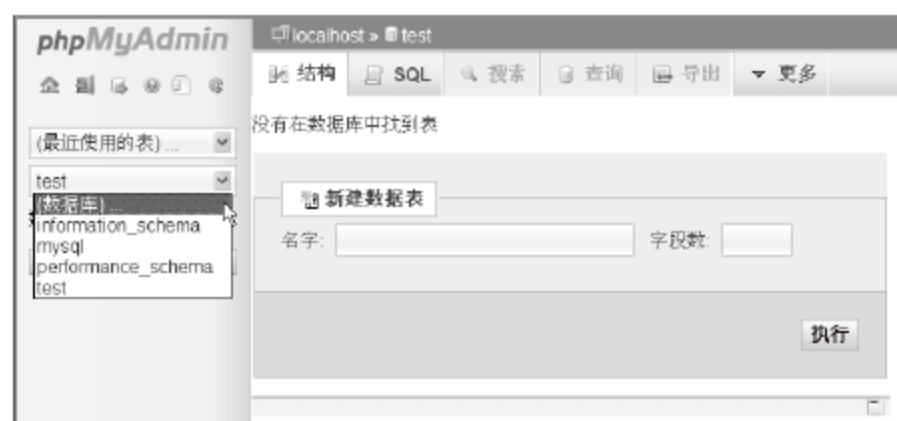 phpMyAdmin
localhost » test
结构 SQL 搜索 查询 导出 更多
没有在数据库中找到表
(最近使用的表) ...
test
(数据库) ...
information_schema
mysql
performance_schema
test
新建数据表
名字:
字段数:
执行